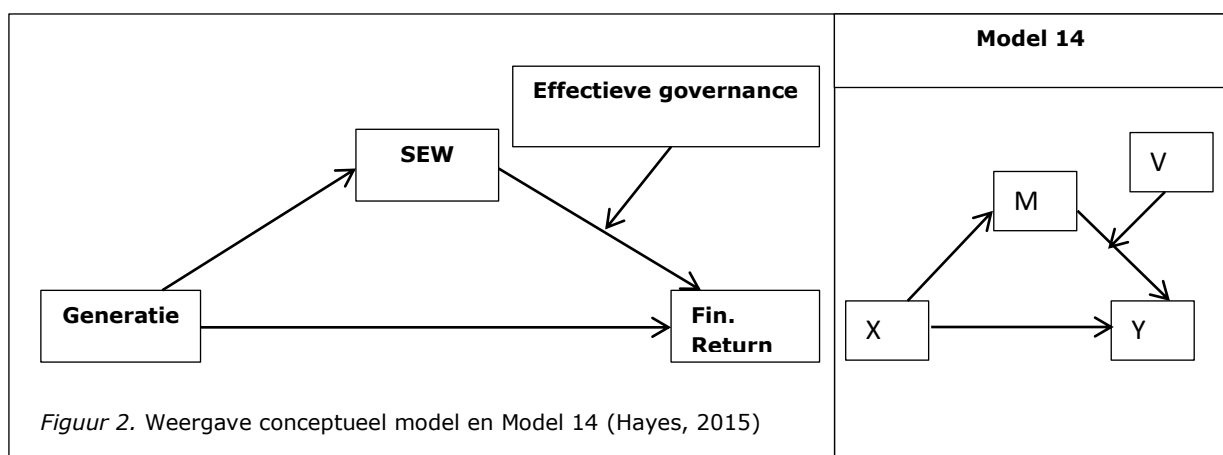 Effectieve governance
SEW
Generatie
Fin.
Return
Figuur 2. Weergave conceptueel model en Model 14 (Hayes, 2015)
Model 14
V
M
X
Y